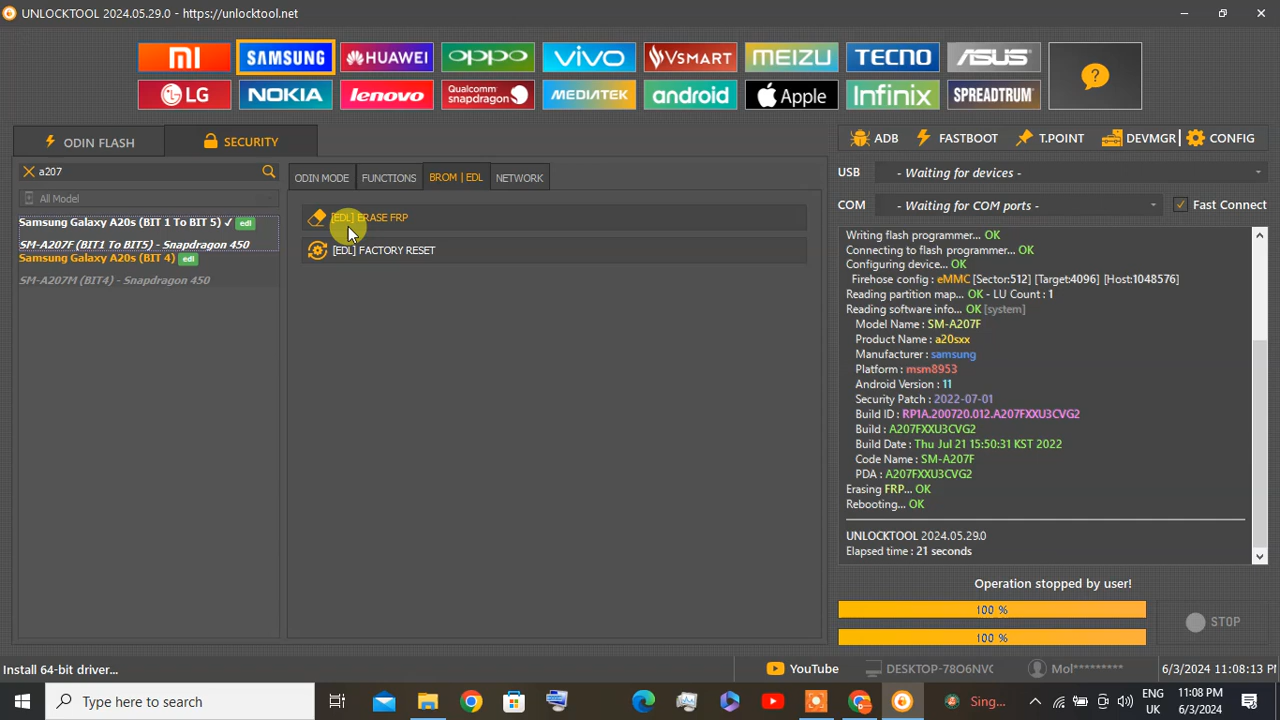 UNLOCKTOOL 2024.05.29.0 - https://unlocktool.net
MI
SAMSUNG
HUAWEI
OPPO
vivo
VSMART
MEIZU
TECNO
ASUS
LG
NOKIA
lenovo
Qualcomm snapdragon
MEDIATEK
android
Apple
Infinix
SPREADTRUM
?
ODIN FLASH
SECURITY
ADB
FASTBOOT
T.POINT
DEVMGR
CONFIG
a207
All Model
ODIN MODE
FUNCTIONS
BROM | EDL
NETWORK
USB
- Waiting for devices -
COM
- Waiting for COM ports -
Fast Connect
Samsung Galaxy A20s (BIT 1 To BIT 5) ✓ edl
SM-A207F (BIT1 To BIT5) - Snapdragon 450
Samsung Galaxy A20s (BIT 4) edl
SM-A207M (BIT4) - Snapdragon 450
[EDL] ERASE FRP
[EDL] FACTORY RESET
Writing flash programmer... OK
Connecting to flash programmer... OK
Configuring device... OK
Firehose config : eMMC [Sector:512] [Target:4096] [Host:1048576]
Reading partition map... OK - LU Count : 1
Reading software info... OK [system]
Model Name : SM-A207F
Product Name : a20sxx
Manufacturer : samsung
Platform : msm8953
Android Version : 11
Security Patch : 2022-07-01
Build ID : RP1A.200720.012.A207FXXU3CVG2
Build : A207FXXU3CVG2
Build Date : Thu Jul 21 15:50:31 KST 2022
Code Name : SM-A207F
PDA : A207FXXU3CVG2
Erasing FRP... OK
Rebooting... OK
UNLOCKTOOL 2024.05.29.0
Elapsed time : 21 seconds
Operation stopped by user!
100 %
100 %
STOP
Install 64-bit driver...
YouTube
DESKTOP-78O6NVC
Mol*********
6/3/2024 11:08:13 PM
Type here to search
Sing...
ENG
UK
11:08 PM
6/3/2024